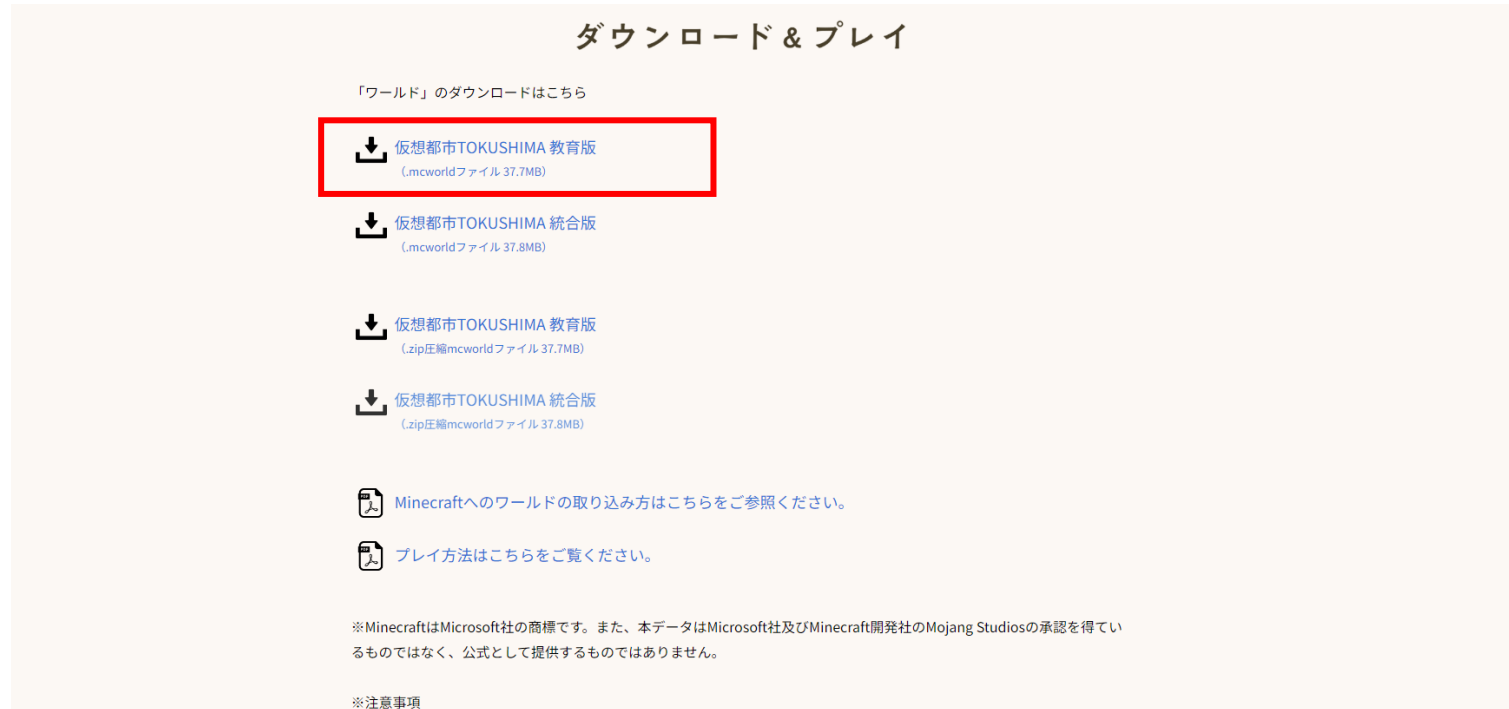 ダウンロード&プレイ
「ワールド」のダウンロードはこちら
仮想都市TOKUSHIMA 教育版
（.mcworldファイル 37.7MB）
仮想都市TOKUSHIMA 統合版
（.mcworldファイル 37.8MB）
仮想都市TOKUSHIMA 教育版
（.zip圧縮mcworldファイル 37.7MB）
仮想都市TOKUSHIMA 統合版
（.zip圧縮mcworldファイル 37.8MB）
PDF
Minecraftへのワールドの取り込み方はこちらをご参照ください。
PDF
プレイ方法はこちらをご覧ください。
※MinecraftはMicrosoft社の商標です。また、本データはMicrosoft社及びMinecraft開発社のMojang Studiosの承認を得てい
るものではなく、公式として提供するものではありません。
※注意事項